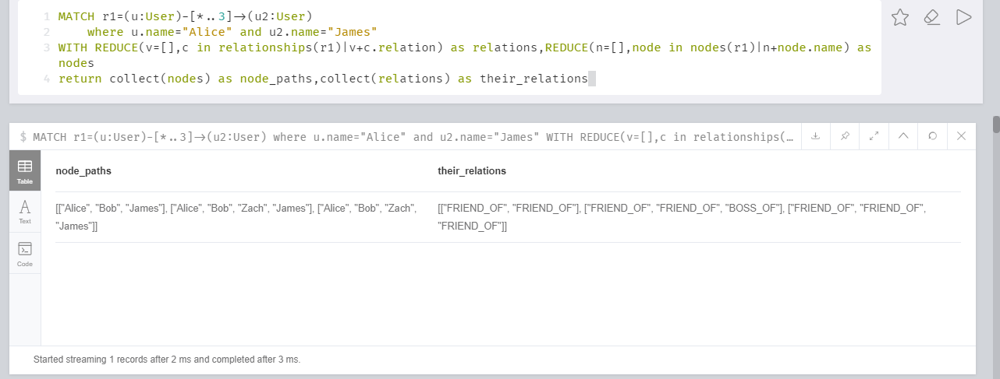 1 MATCH r1=(u:User)-[*..3]->(u2:User)
2 where u.name="Alice" and u2.name="James"
3 WITH REDUCE(v=[],c in relationships(r1)|v+c.relation) as relations,REDUCE(n=[],node in nodes(r1)|n+node.name) as
nodes
4 return collect(nodes) as node_paths,collect(relations) as their_relations
$ MATCH r1=(u:User)-[*..3]->(u2:User) where u.name="Alice" and u2.name="James" WITH REDUCE(v=[],c in relationships(…
Table
Text
Code
node_paths their_relations
[["Alice", "Bob", "James"], ["Alice", "Bob", "Zach", "James"], ["Alice", "Bob", "Zach", [["FRIEND_OF", "FRIEND_OF"], ["FRIEND_OF", "FRIEND_OF", "BOSS_OF"], ["FRIEND_OF", "FRIEND_OF",
"James"]] "FRIEND_OF"]]
Started streaming 1 records after 2 ms and completed after 3 ms.